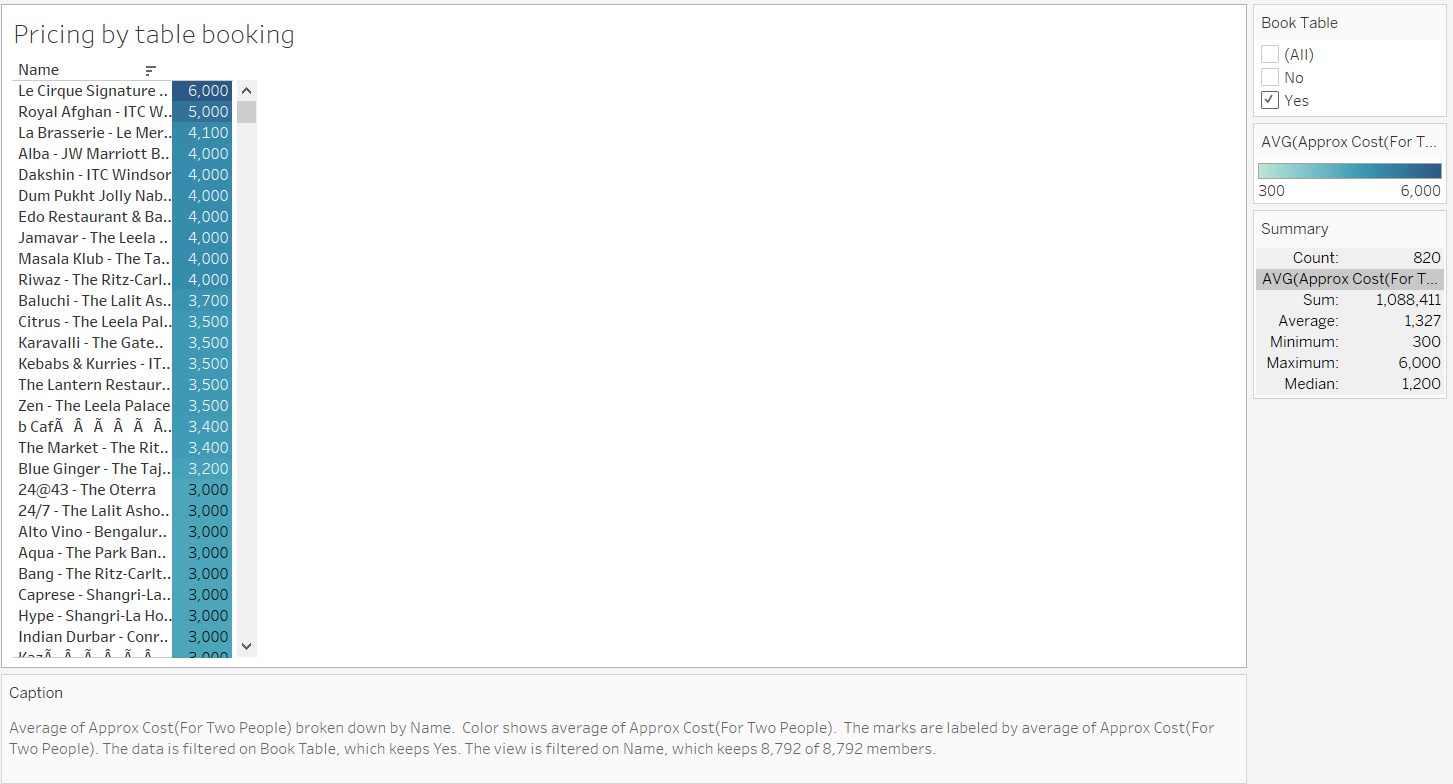 Pricing by table booking
Name
Le Cirque Signature .. 6,000
Royal Afghan - ITC W.. 5,000
La Brasserie - Le Mer.. 4,100
Alba - JW Marriott B.. 4,000
Dakshin - ITC Windsor 4,000
Dum Pukht Jolly Nab.. 4,000
Edo Restaurant & Ba.. 4,000
Jamavar - The Leela .. 4,000
Masala Klub - The Ta.. 4,000
Riwaz - The Ritz-Carl.. 4,000
Baluchi - The Lalit As.. 3,700
Citrus - The Leela Pal.. 3,500
Karavalli - The Gate.. 3,500
Kebabs & Kurries - IT.. 3,500
The Lantern Restaur.. 3,500
Zen - The Leela Palace 3,500
b CafÃ Â Ã Â Ã Â.. 3,400
The Market - The Rit.. 3,400
Blue Ginger - The Taj.. 3,200
24@43 - The Oterra 3,000
24/7 - The Lalit Asho.. 3,000
Alto Vino - Bengalur.. 3,000
Aqua - The Park Ban.. 3,000
Bang - The Ritz-Carlt.. 3,000
Caprese - Shangri-La.. 3,000
Hype - Shangri-La Ho.. 3,000
Indian Durbar - Conr.. 3,000
KazÃ Â Ã Â Ã Â.. 3,000
Book Table
(All)
No
Yes
AVG(Approx Cost(For T...
300 6,000
Summary
Count: 820
AVG(Approx Cost(For T...
Sum: 1,088,411
Average: 1,327
Minimum: 300
Maximum: 6,000
Median: 1,200
Caption
Average of Approx Cost(For Two People) broken down by Name. Color shows average of Approx Cost(For Two People). The marks are labeled by average of Approx Cost(For
Two People). The data is filtered on Book Table, which keeps Yes. The view is filtered on Name, which keeps 8,792 of 8,792 members.